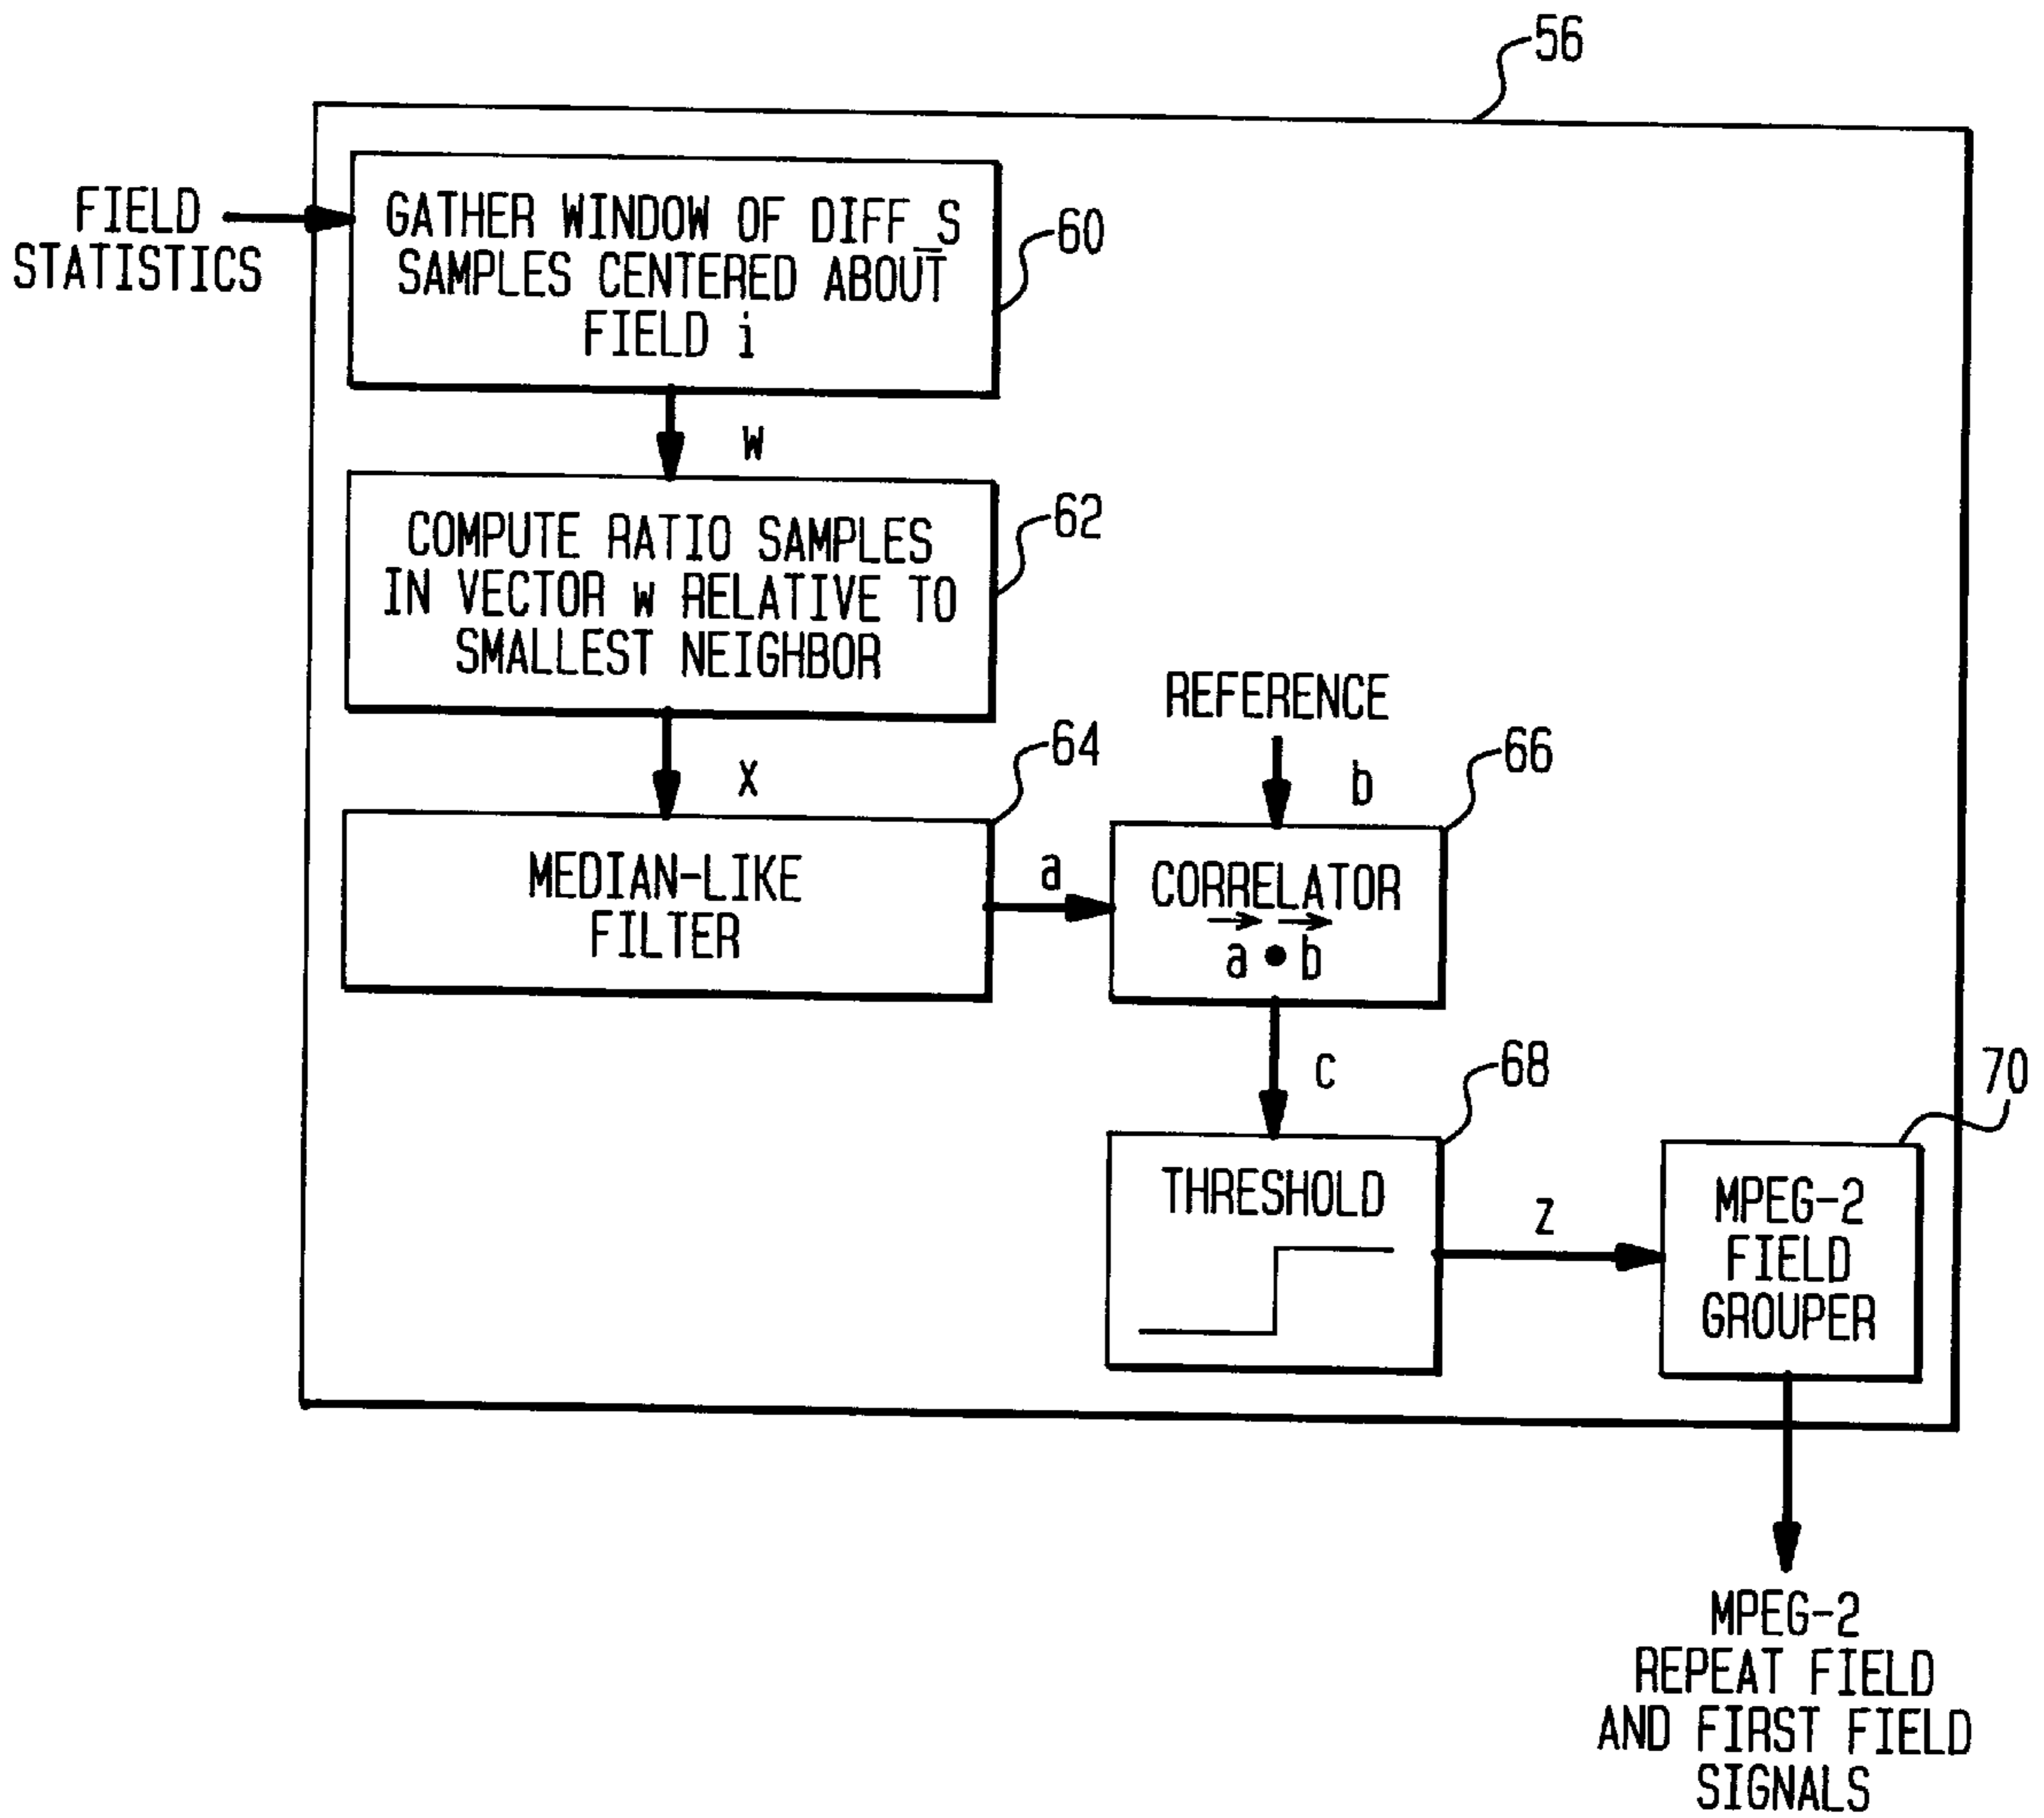 56
FIELD
STATISTICS
GATHER WINDOW OF DIFF_S
SAMPLES CENTERED ABOUT
FIELD i
60
w
COMPUTE RATIO SAMPLES
IN VECTOR w RELATIVE TO
SMALLEST NEIGHBOR
62
x
REFERENCE
b
MEDIAN-LIKE
FILTER
64
a
CORRELATOR
a • b
66
c
THRESHOLD
68
z
MPEG-2
FIELD
GROUPER
70
MPEG-2
REPEAT FIELD
AND FIRST FIELD
SIGNALS